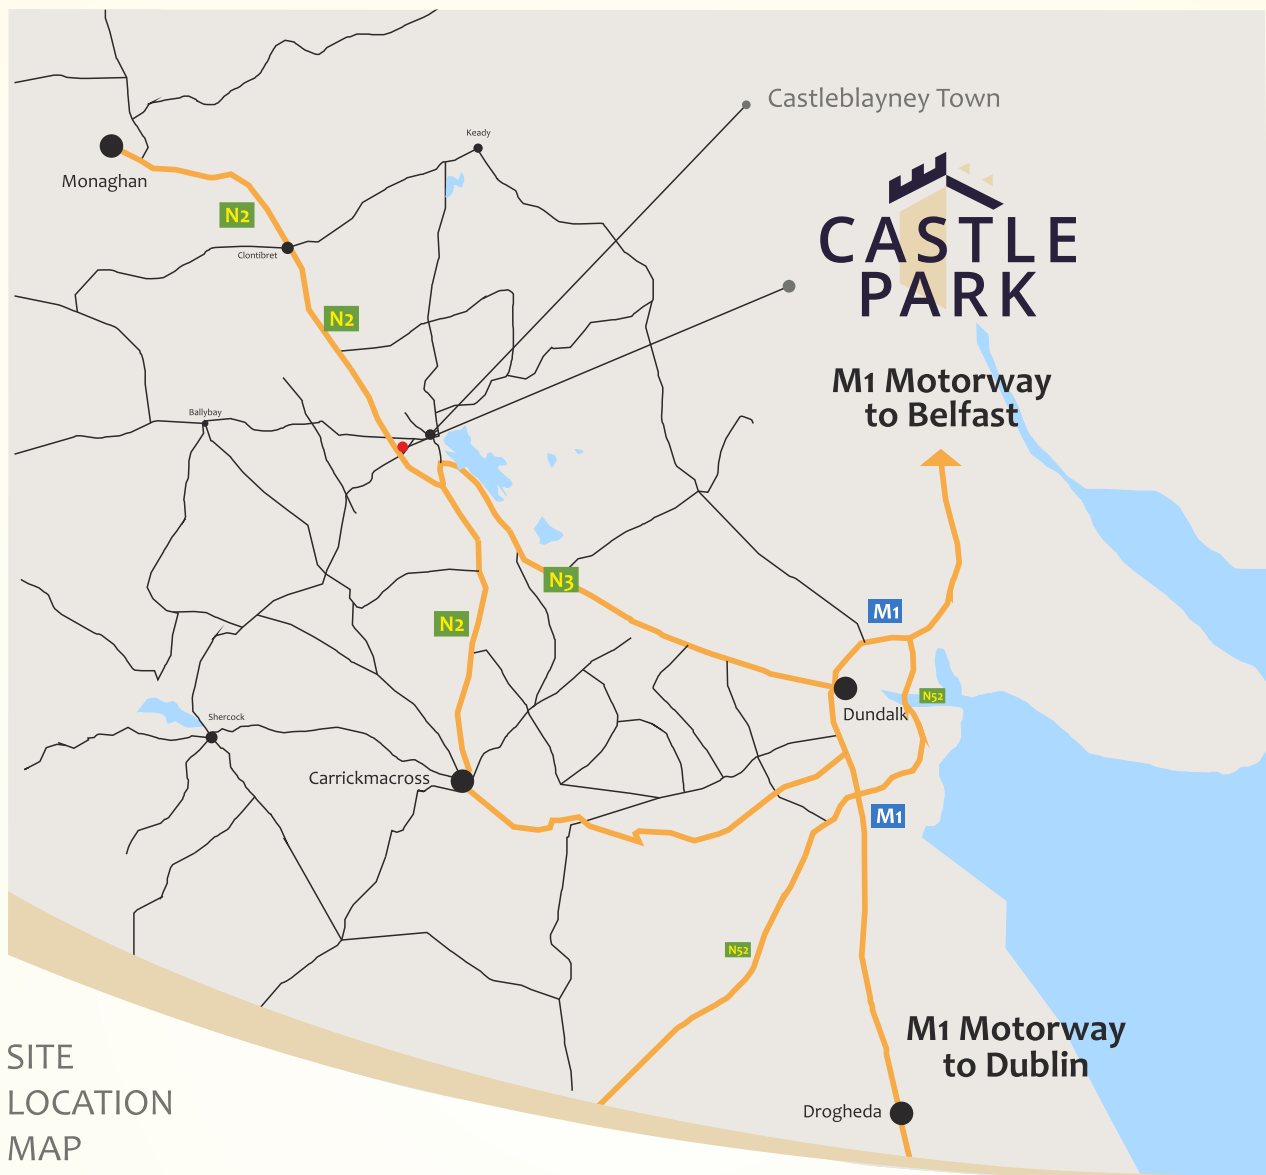 Castleblayney Town
Keady
Monaghan
CASTLE
PARK
N2
Clontibret
N2
M1 Motorway
to Belfast
Ballybay
N3
M1
N2
N52
Dundalk
Shercock
Carrickmacross
M1
N52
M1 Motorway
to Dublin
Drogheda
SITE
LOCATION
MAP